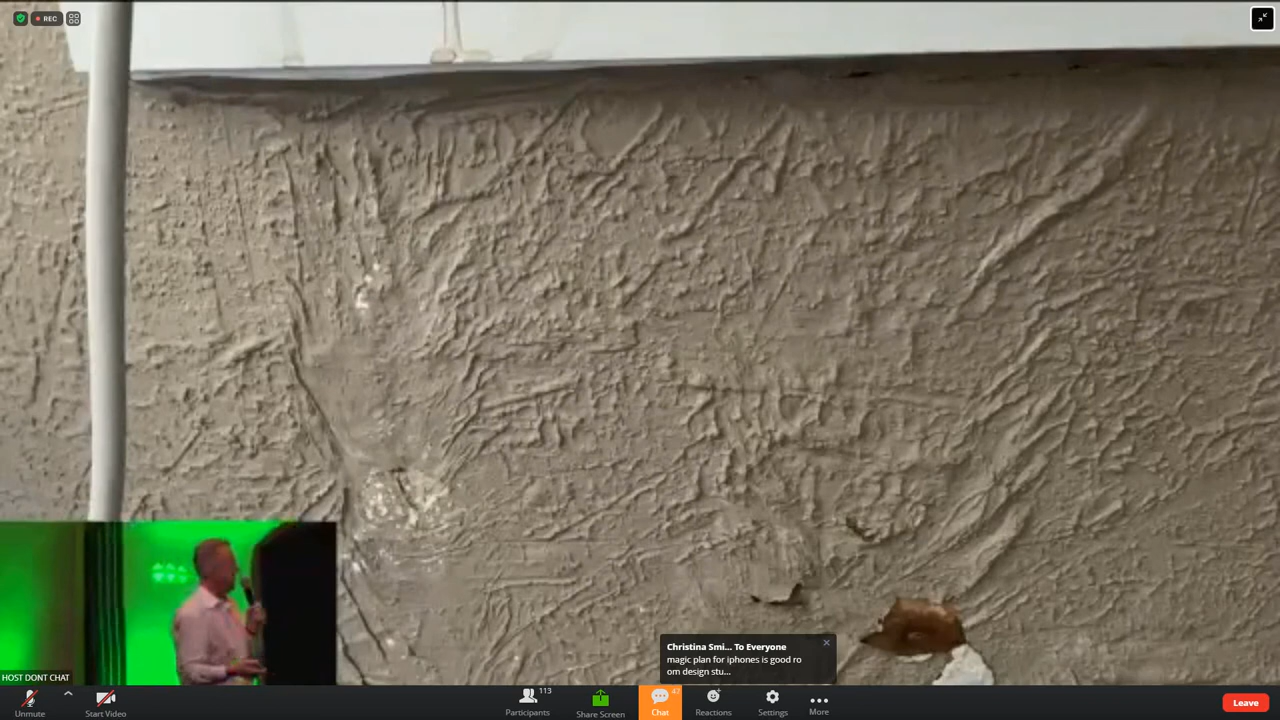 REC
HOST DONT CHAT
Christina Smi... To Everyone
magic plan for iphones is good ro
om design stu...
Unmute
Start Video
Participants
113
Share Screen
Chat
47
Reactions
Settings
More
Leave